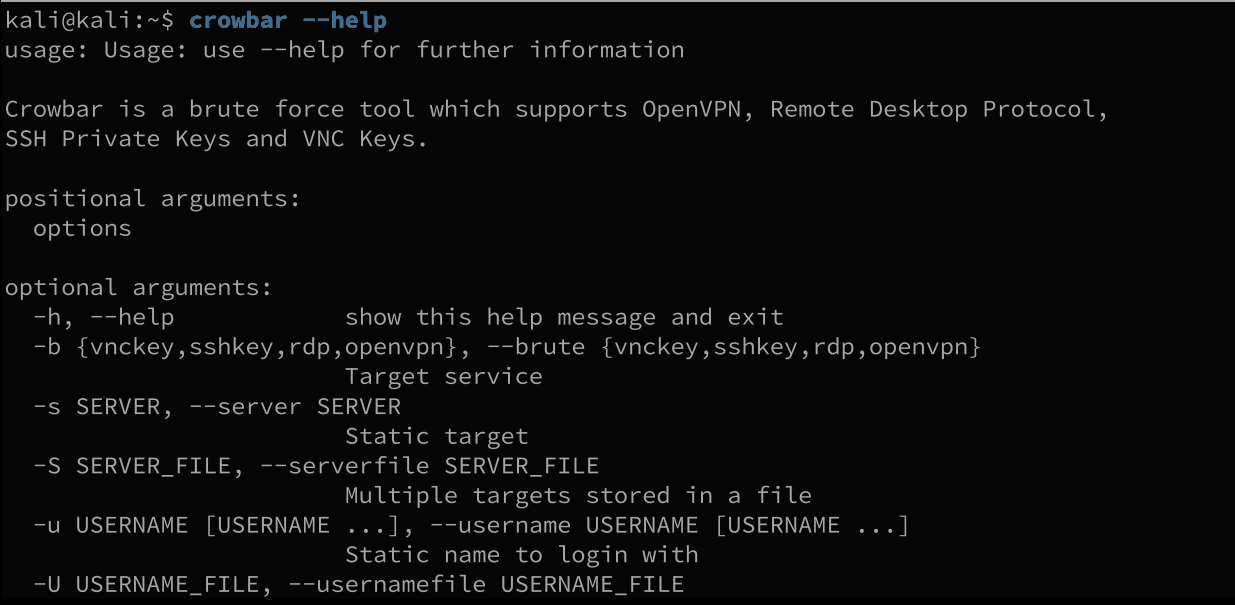 kali@kali:~$ crowbar --help
usage: Usage: use --help for further information

Crowbar is a brute force tool which supports OpenVPN, Remote Desktop Protocol,
SSH Private Keys and VNC Keys.

positional arguments:
  options

optional arguments:
  -h, --help            show this help message and exit
  -b {vnckey,sshkey,rdp,openvpn}, --brute {vnckey,sshkey,rdp,openvpn}
                        Target service
  -s SERVER, --server SERVER
                        Static target
  -S SERVER_FILE, --serverfile SERVER_FILE
                        Multiple targets stored in a file
  -u USERNAME [USERNAME ...], --username USERNAME [USERNAME ...]
                        Static name to login with
  -U USERNAME_FILE, --usernamefile USERNAME_FILE